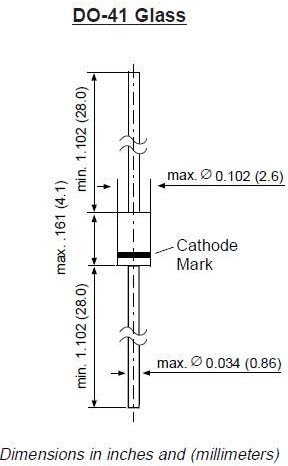 DO-41 Glass
min. 1.102 (28.0)
max. ∅ 0.102 (2.6)
max. .161 (4.1)
Cathode
Mark
min. 1.102 (28.0)
max. ∅ 0.034 (0.86)
Dimensions in inches and (millimeters)